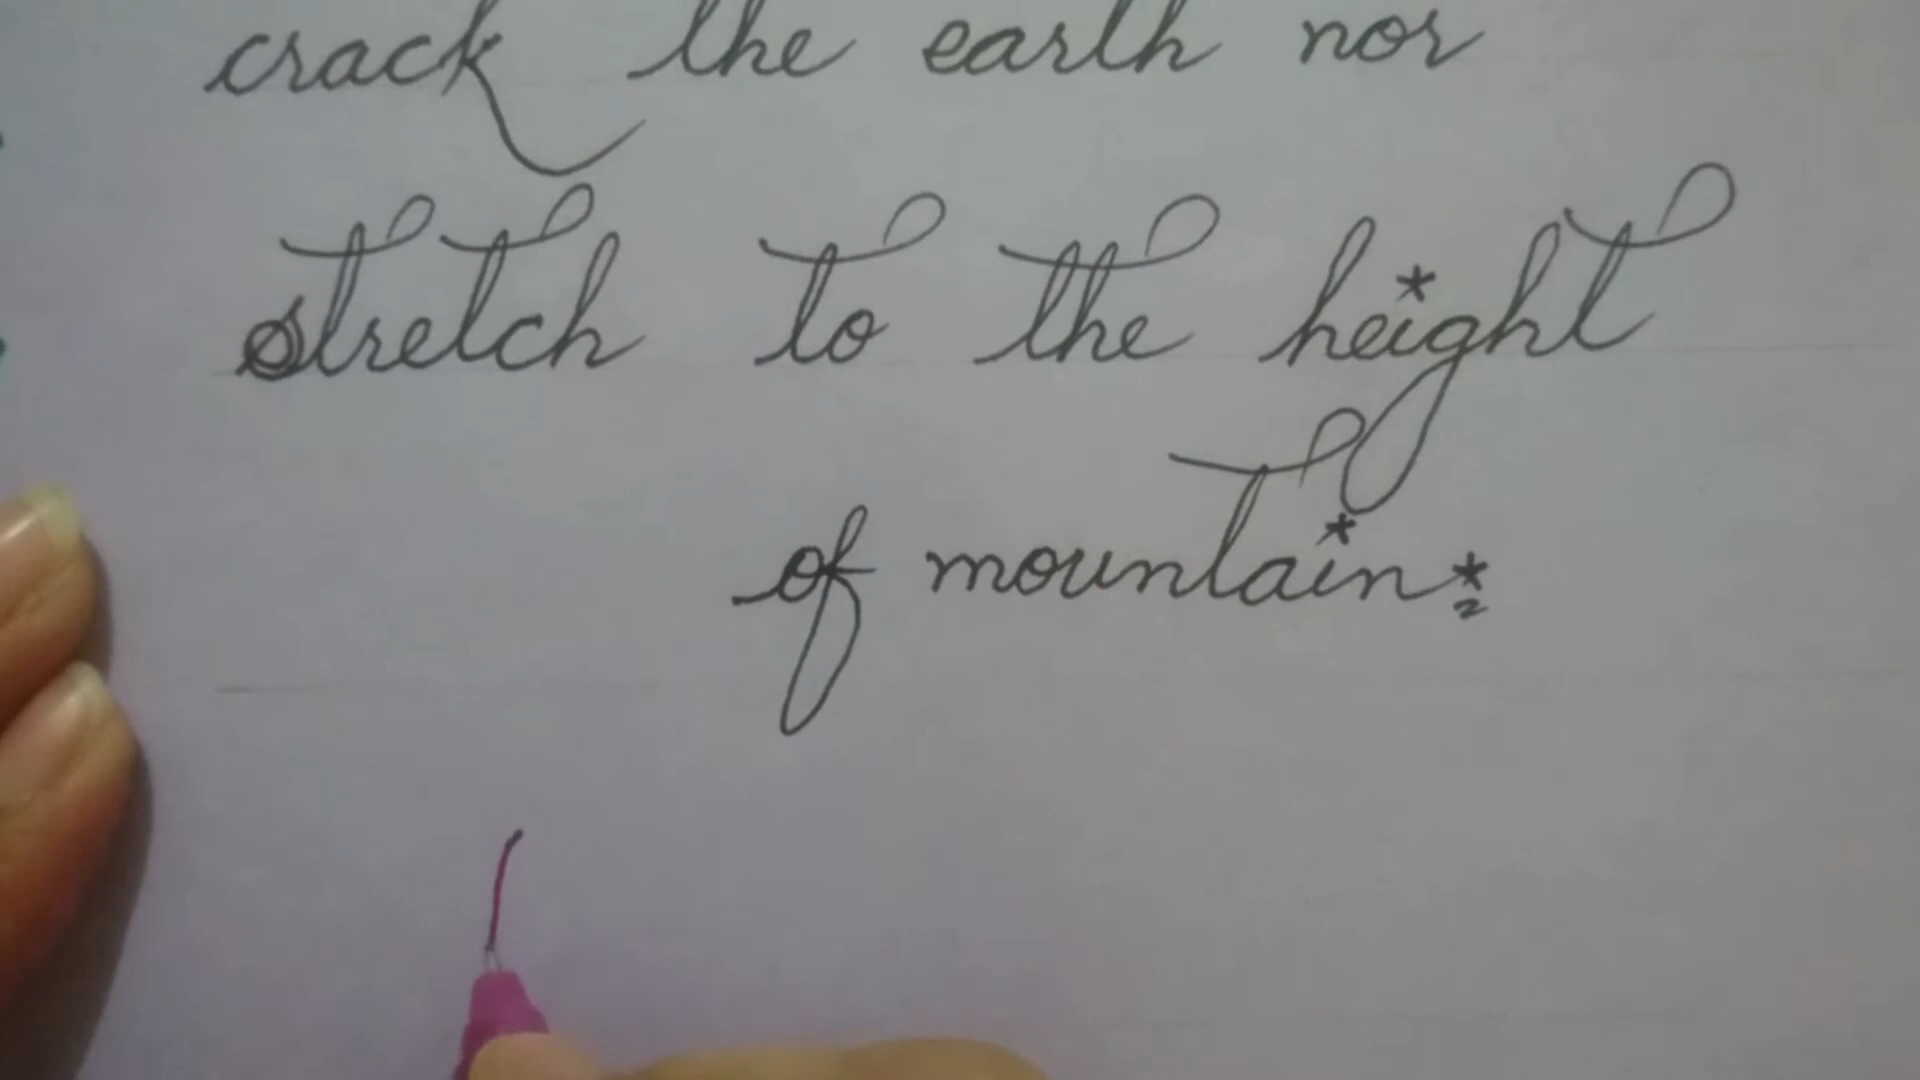 crack the earth nor
stretch to the height
of mountain.